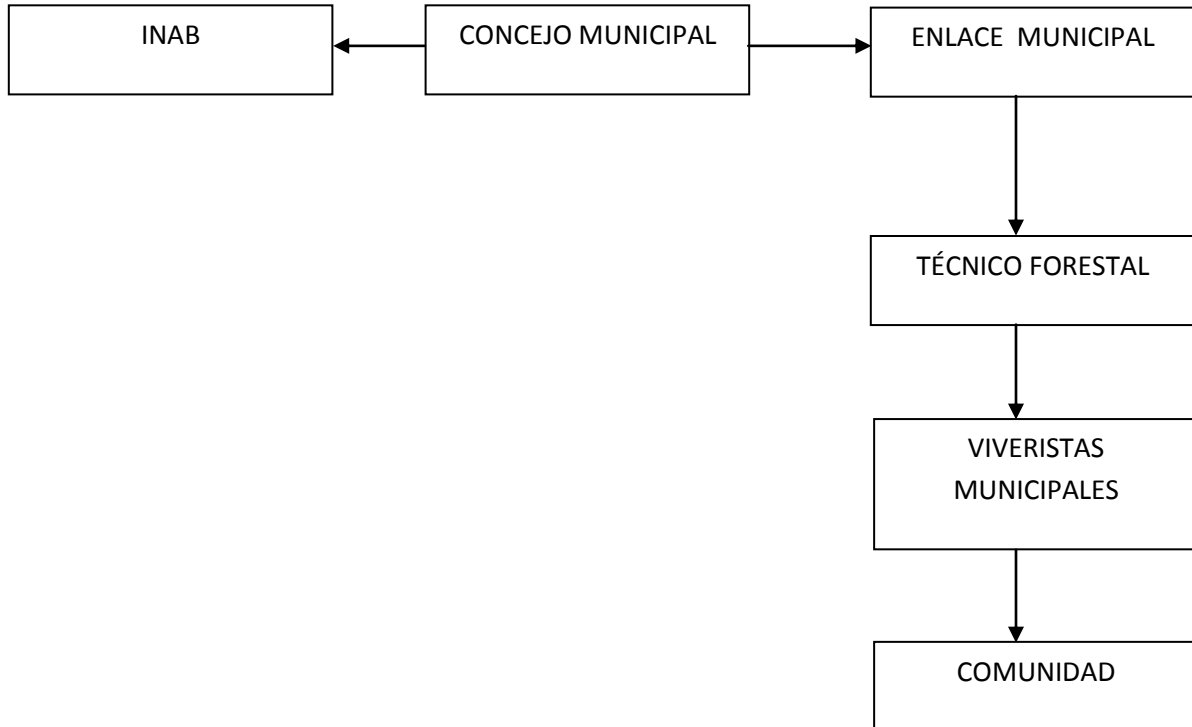 INAB
CONCEJO MUNICIPAL
ENLACE MUNICIPAL
TÉCNICO FORESTAL
VIVERISTAS
MUNICIPALES
COMUNIDAD